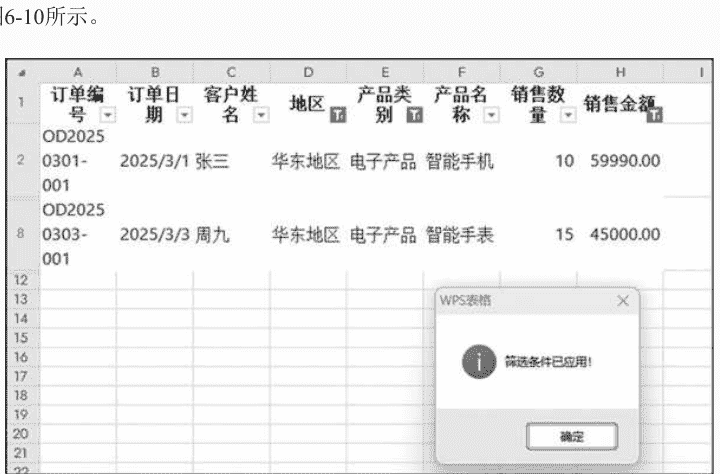 图6-10所示。
A B C D E F G H I
1 订单编号 订单日期 客户姓名 地区 产品类别 产品名称 销售数量 销售金额
2 OD20250301-001 2025/3/1 张三 华东地区 电子产品 智能手机 10 59990.00
8 OD20250303-001 2025/3/3 周九 华东地区 电子产品 智能手表 15 45000.00
12
13
14
15
16
17
18
19
20
21
22
WPS表格
筛选条件已应用!
确定